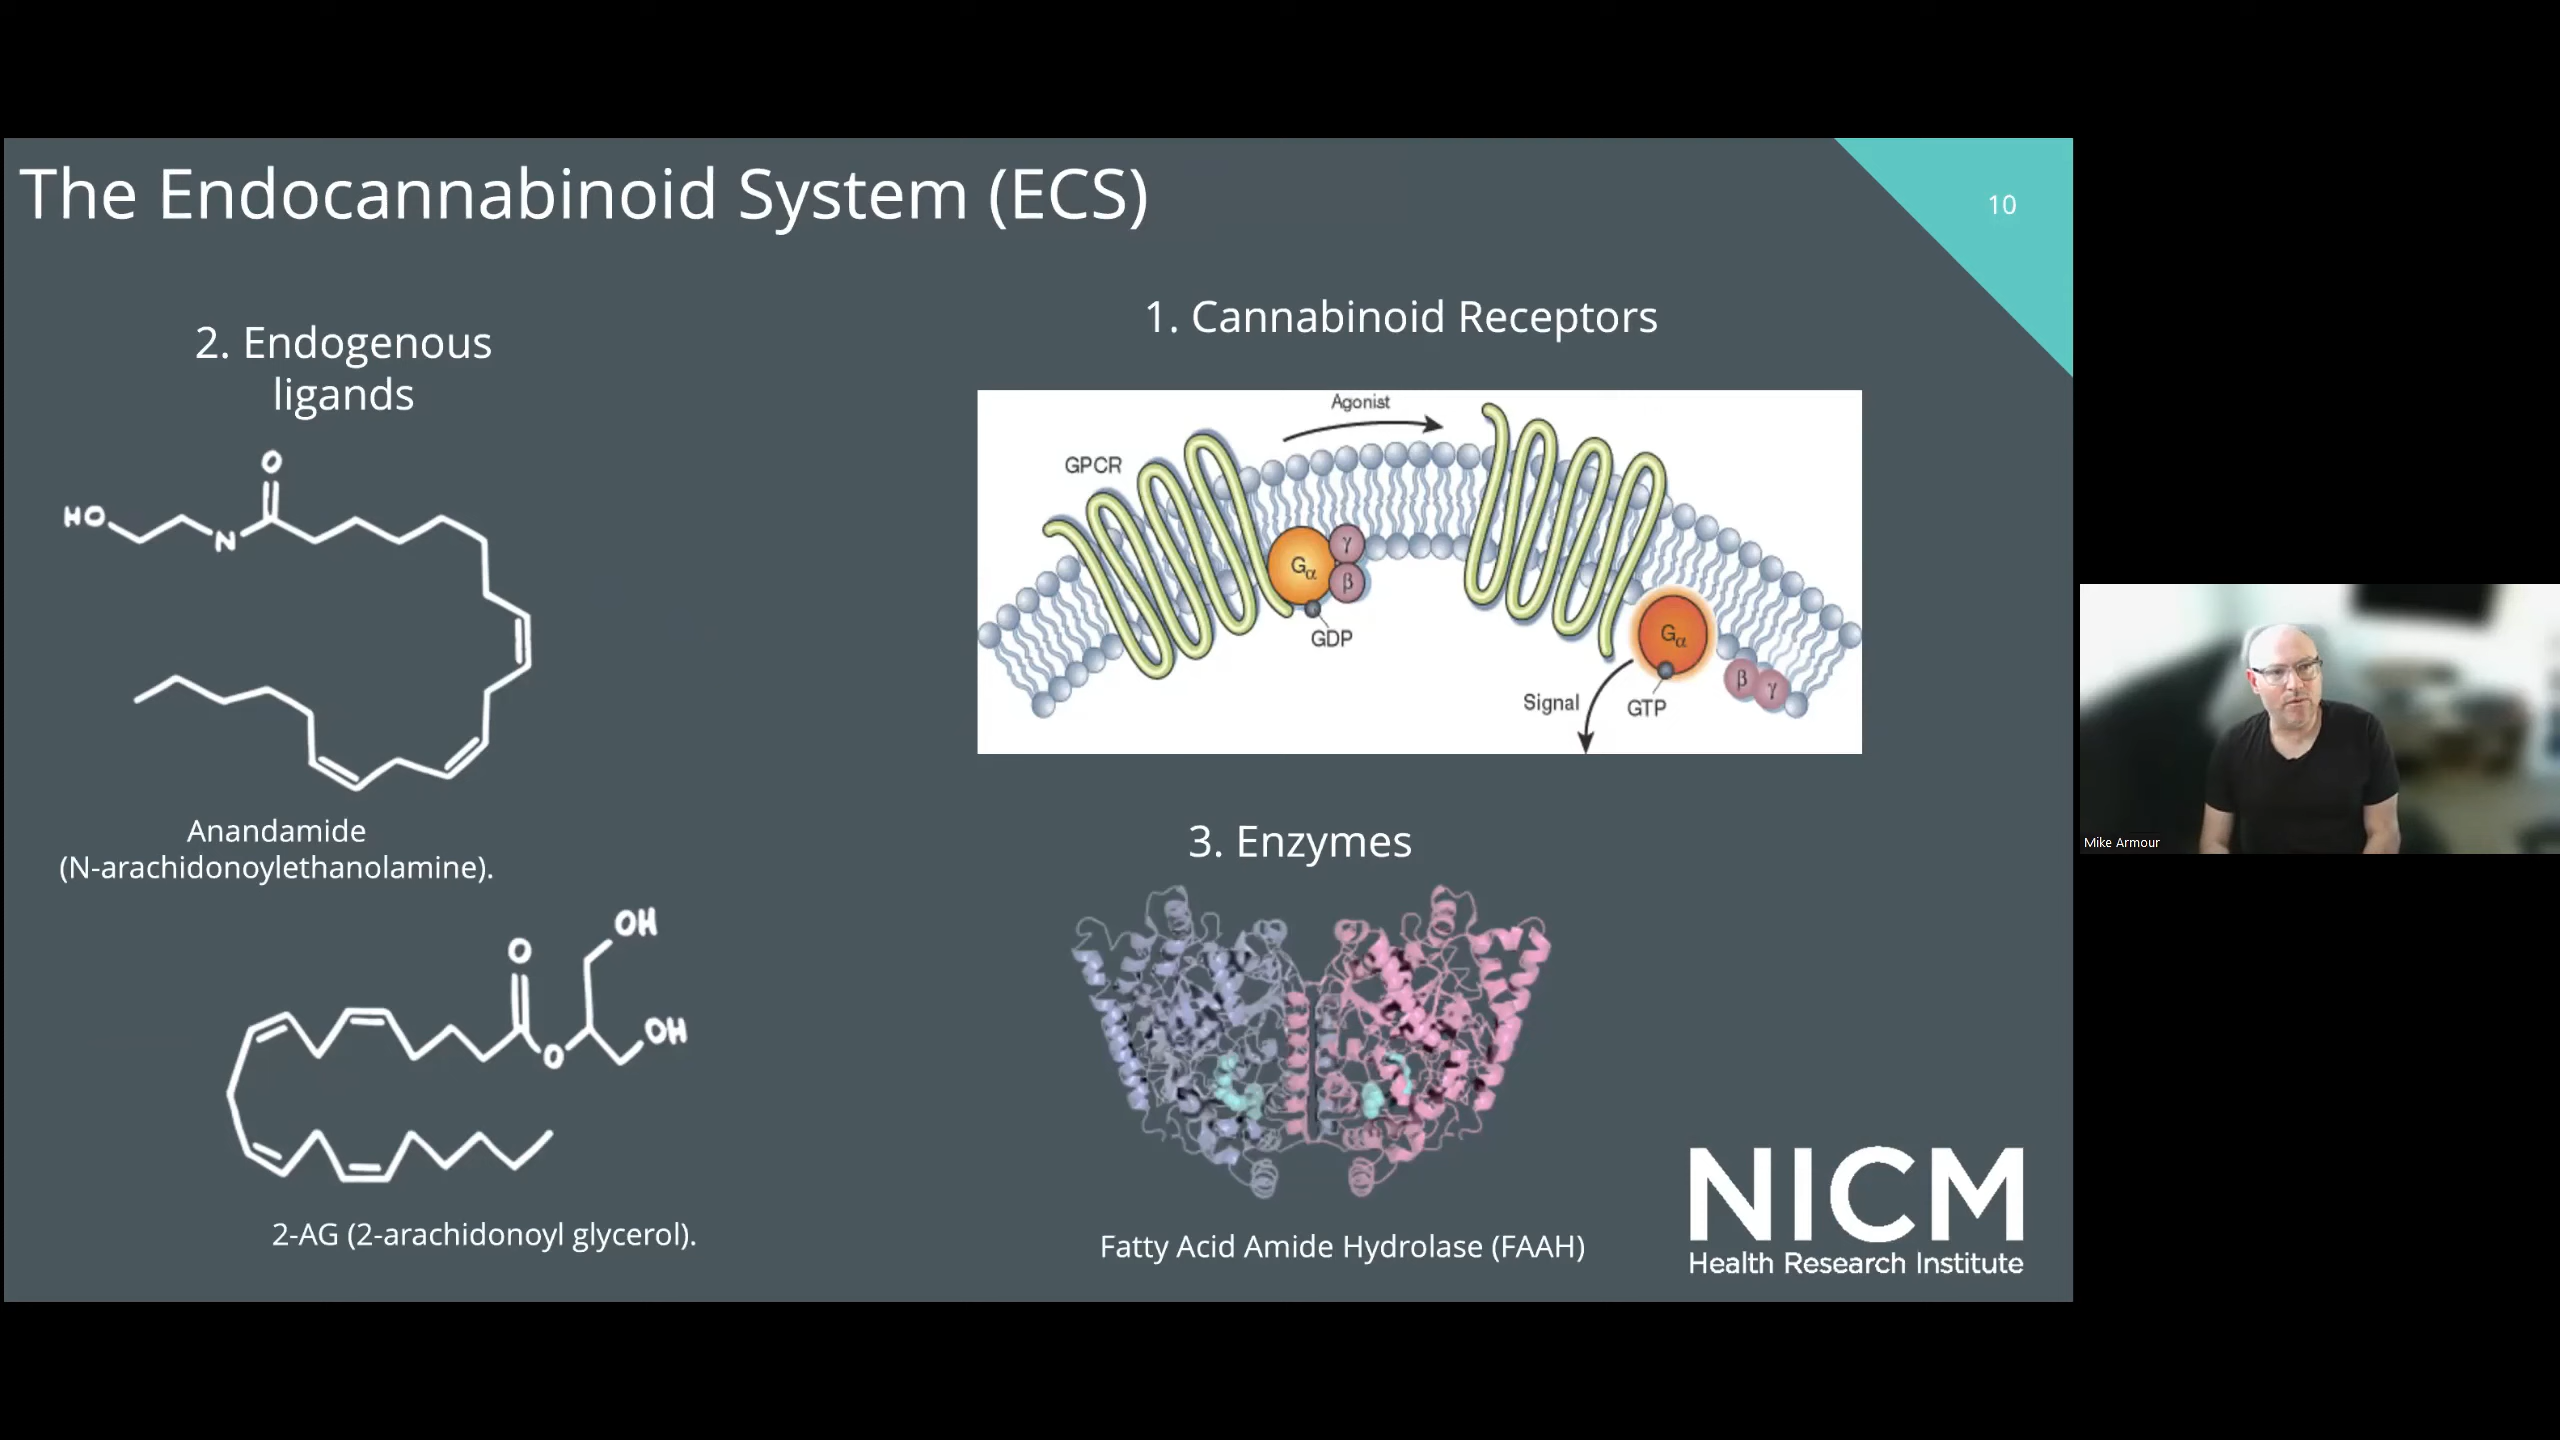 The Endocannabinoid System (ECS)
10
2. Endogenous
ligands
O
HO
N
Anandamide
(N-arachidonoylethanolamine).
OH
O
OH
O
2-AG (2-arachidonoyl glycerol).
1. Cannabinoid Receptors
Agonist
GPCR
Gα
γ
β
GDP
Gα
β
γ
Signal
GTP
3. Enzymes
Fatty Acid Amide Hydrolase (FAAH)
NICM
Health Research Institute
Mike Armour